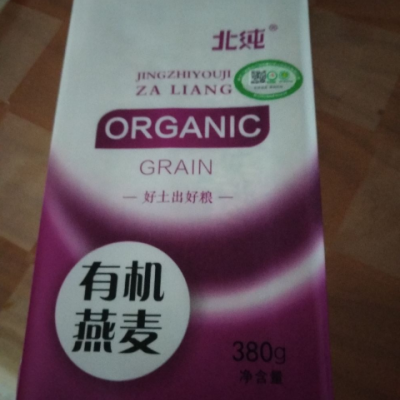 北纯®
JINGZHIYOUJI
ZA LIANG
ORGANIC
GRAIN
— 好土出好粮 —
有机
燕麦
380g
净含量